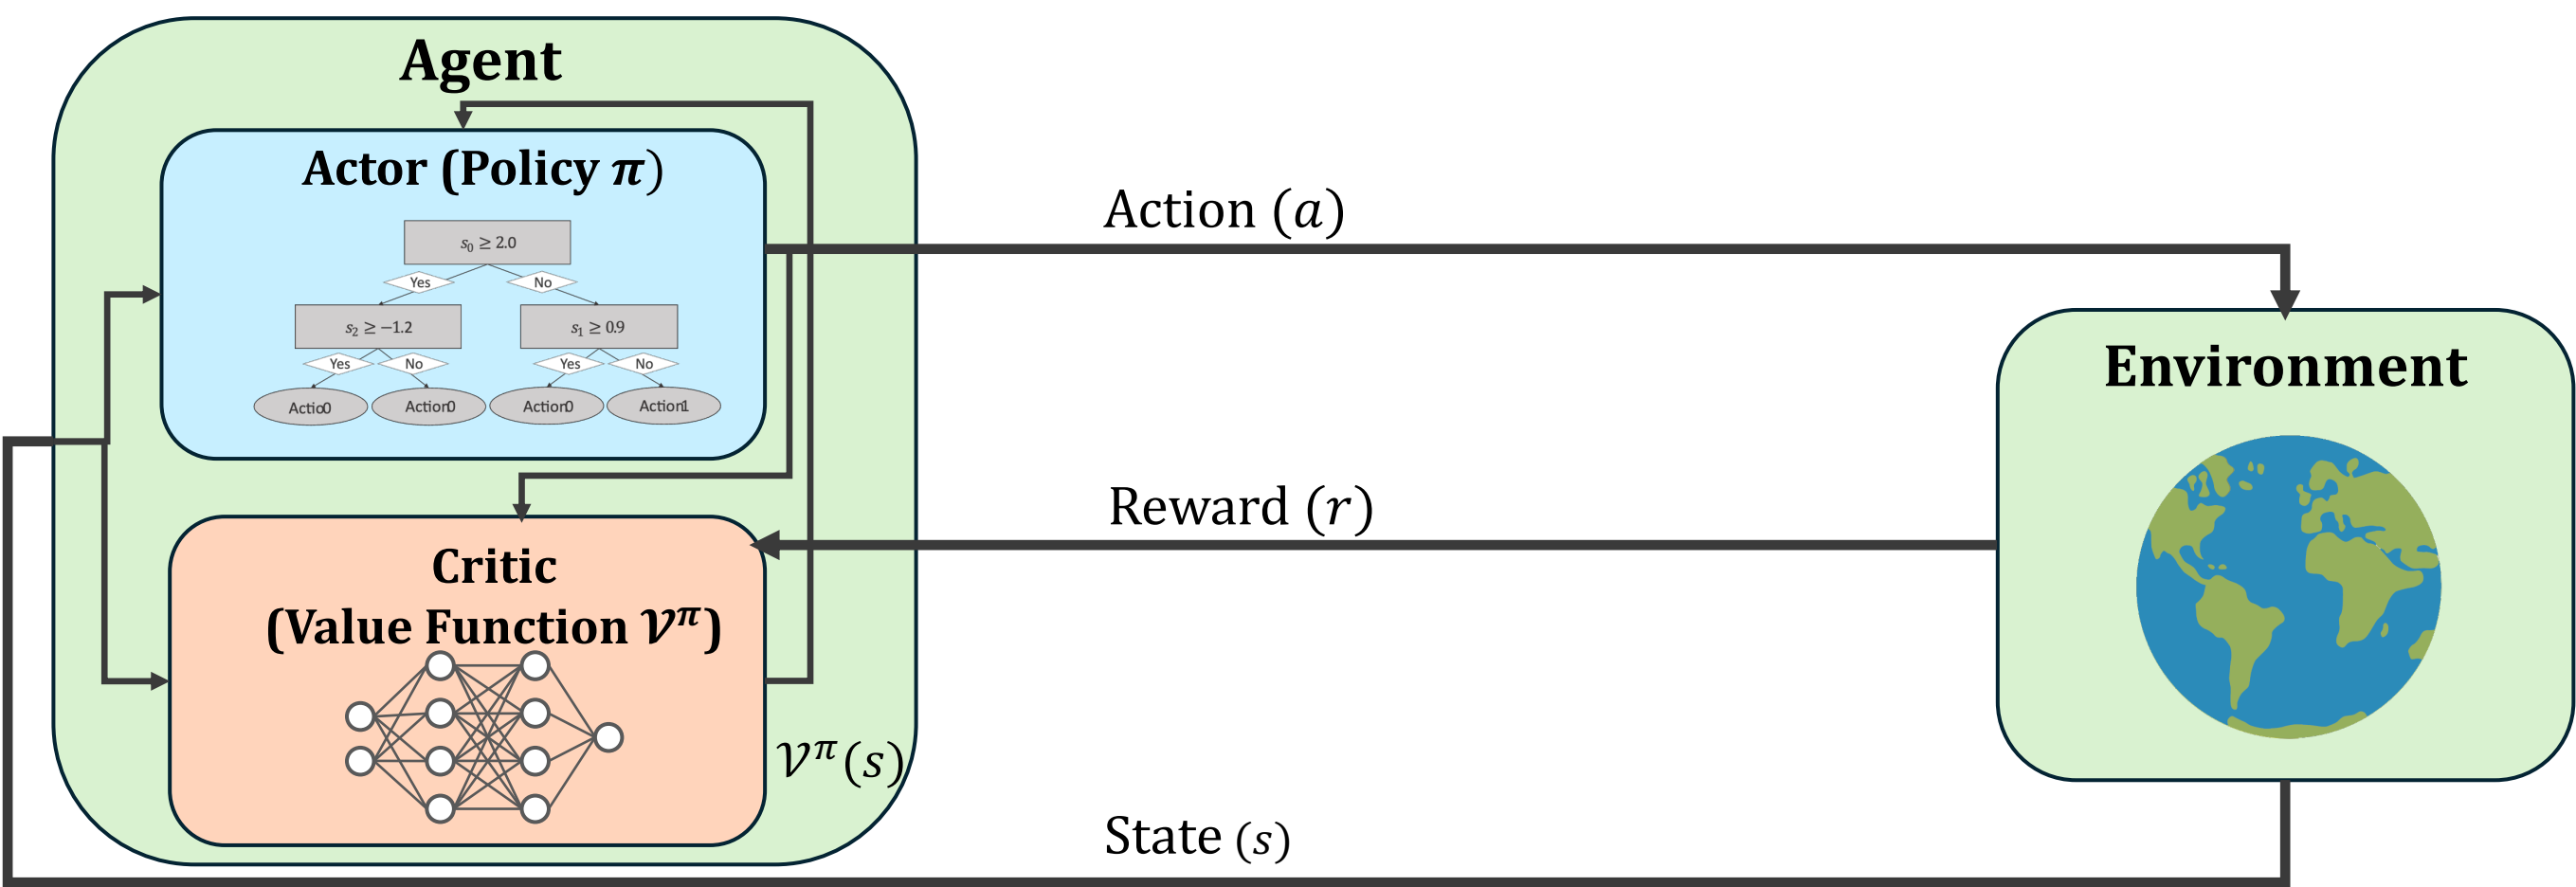 Agent
Actor (Policy π)
s₀ ≥ 2.0
Yes
No
s₂ ≥ −1.2
s₁ ≥ 0.9
Yes
No
Yes
No
Actio0
Action0
Action0
Action1
Critic
(Value Function 𝒱^π)
𝒱^π(s)
Action (a)
Reward (r)
State (s)
Environment